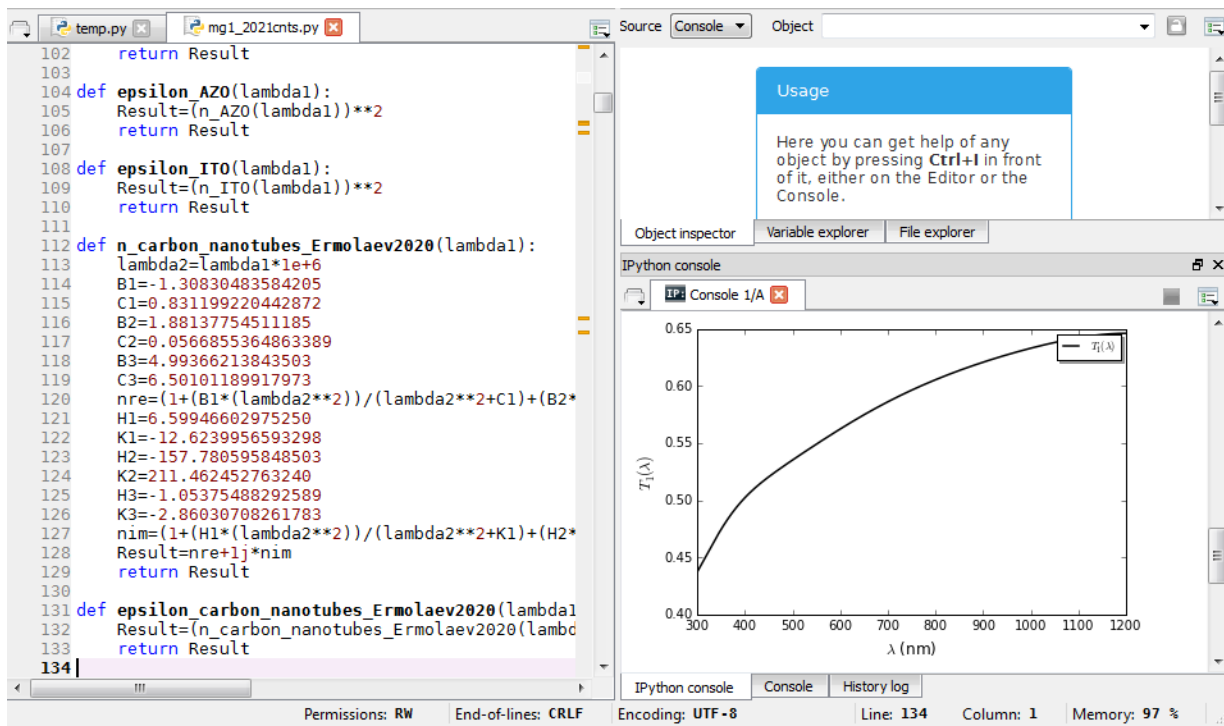 temp.py
mg1_2021cnts.py
102 return Result
103
104 def epsilon_AZO(lambda1):
105 Result=(n_AZO(lambda1))**2
106 return Result
107
108 def epsilon_ITO(lambda1):
109 Result=(n_ITO(lambda1))**2
110 return Result
111
112 def n_carbon_nanotubes_Ermolaev2020(lambda1):
113 lambda2=lambda1*1e+6
114 B1=-1.30830483584205
115 C1=0.831199220442872
116 B2=1.88137754511185
117 C2=0.0566855364863389
118 B3=4.99366213843503
119 C3=6.50101189917973
120 nre=(1+(B1*(lambda2**2))/(lambda2**2+C1)+(B2*
121 H1=6.59946602975250
122 K1=-12.6239956593298
123 H2=-157.780595848503
124 K2=211.462452763240
125 H3=-1.05375488292589
126 K3=-2.86030708261783
127 nim=(1+(H1*(lambda2**2))/(lambda2**2+K1)+(H2*
128 Result=nre+1j*nim
129 return Result
130
131 def epsilon_carbon_nanotubes_Ermolaev2020(lambda1
132 Result=(n_carbon_nanotubes_Ermolaev2020(lambd
133 return Result
134
Source Console Object
Usage
Here you can get help of any
object by pressing Ctrl+I in front
of it, either on the Editor or the
Console.
Object inspector Variable explorer File explorer
IPython console
IP: Console 1/A
0.65
0.60
0.55
0.50
0.45
0.40
T₁(λ)
T₁(λ)
300 400 500 600 700 800 900 1000 1100 1200
λ (nm)
IPython console Console History log
Permissions: RW End-of-lines: CRLF Encoding: UTF-8 Line: 134 Column: 1 Memory: 97 %